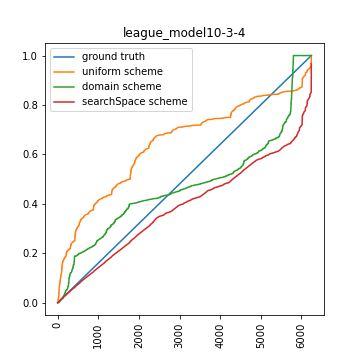 league_model10-3-4
ground truth
uniform scheme
domain scheme
searchSpace scheme
1.0
0.8
0.6
0.4
0.2
0.0
0
1000
2000
3000
4000
5000
6000